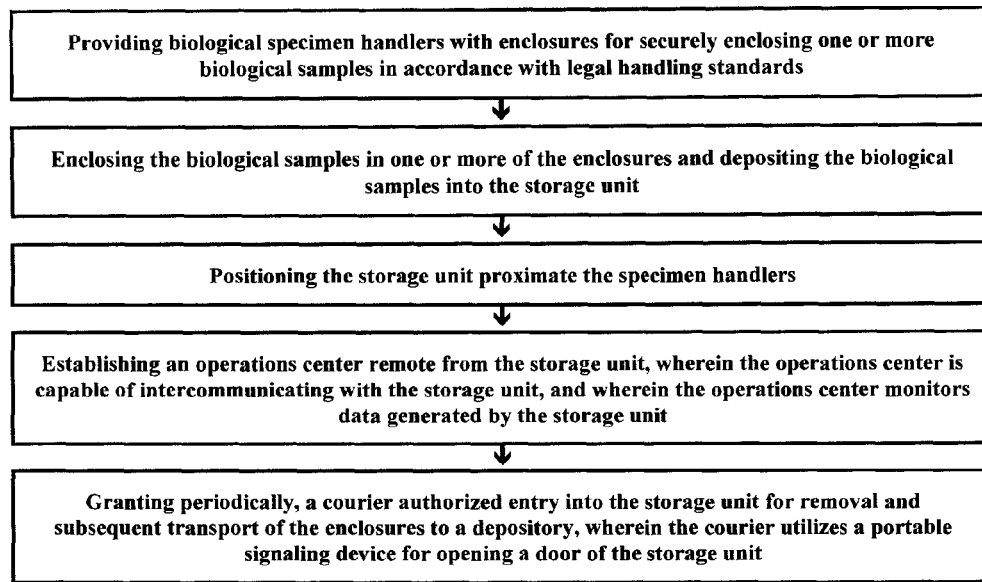 Providing biological specimen handlers with enclosures for securely enclosing one or more
biological samples in accordance with legal handling standards
Enclosing the biological samples in one or more of the enclosures and depositing the biological
samples into the storage unit
Positioning the storage unit proximate the specimen handlers
Establishing an operations center remote from the storage unit, wherein the operations center is
capable of intercommunicating with the storage unit, and wherein the operations center monitors
data generated by the storage unit
Granting periodically, a courier authorized entry into the storage unit for removal and
subsequent transport of the enclosures to a depository, wherein the courier utilizes a portable
signaling device for opening a door of the storage unit